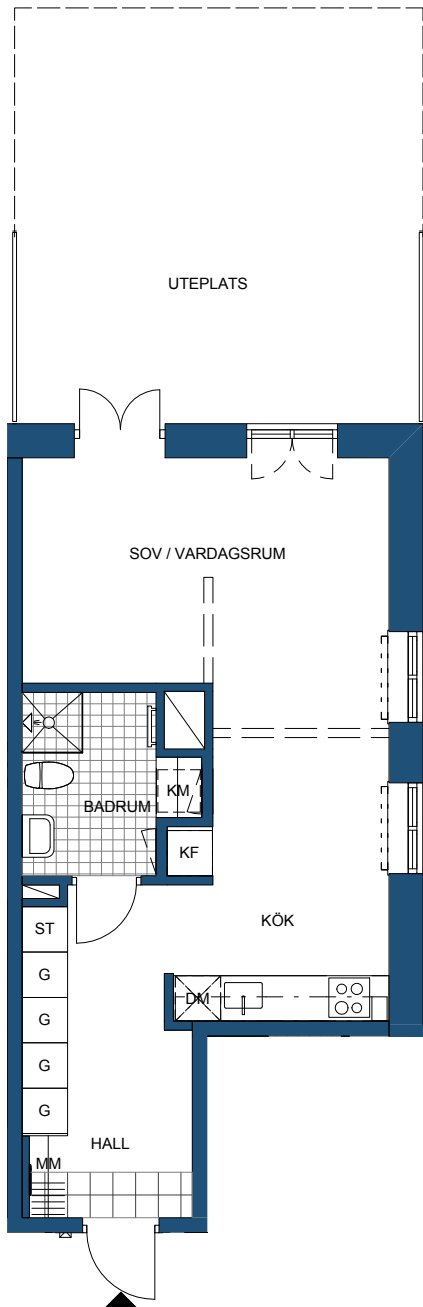 UTEPLATS
SOV / VARDAGSRUM
BADRUM
KM
KF
KÖK
ST
G
DM
G
G
G
HALL
MM